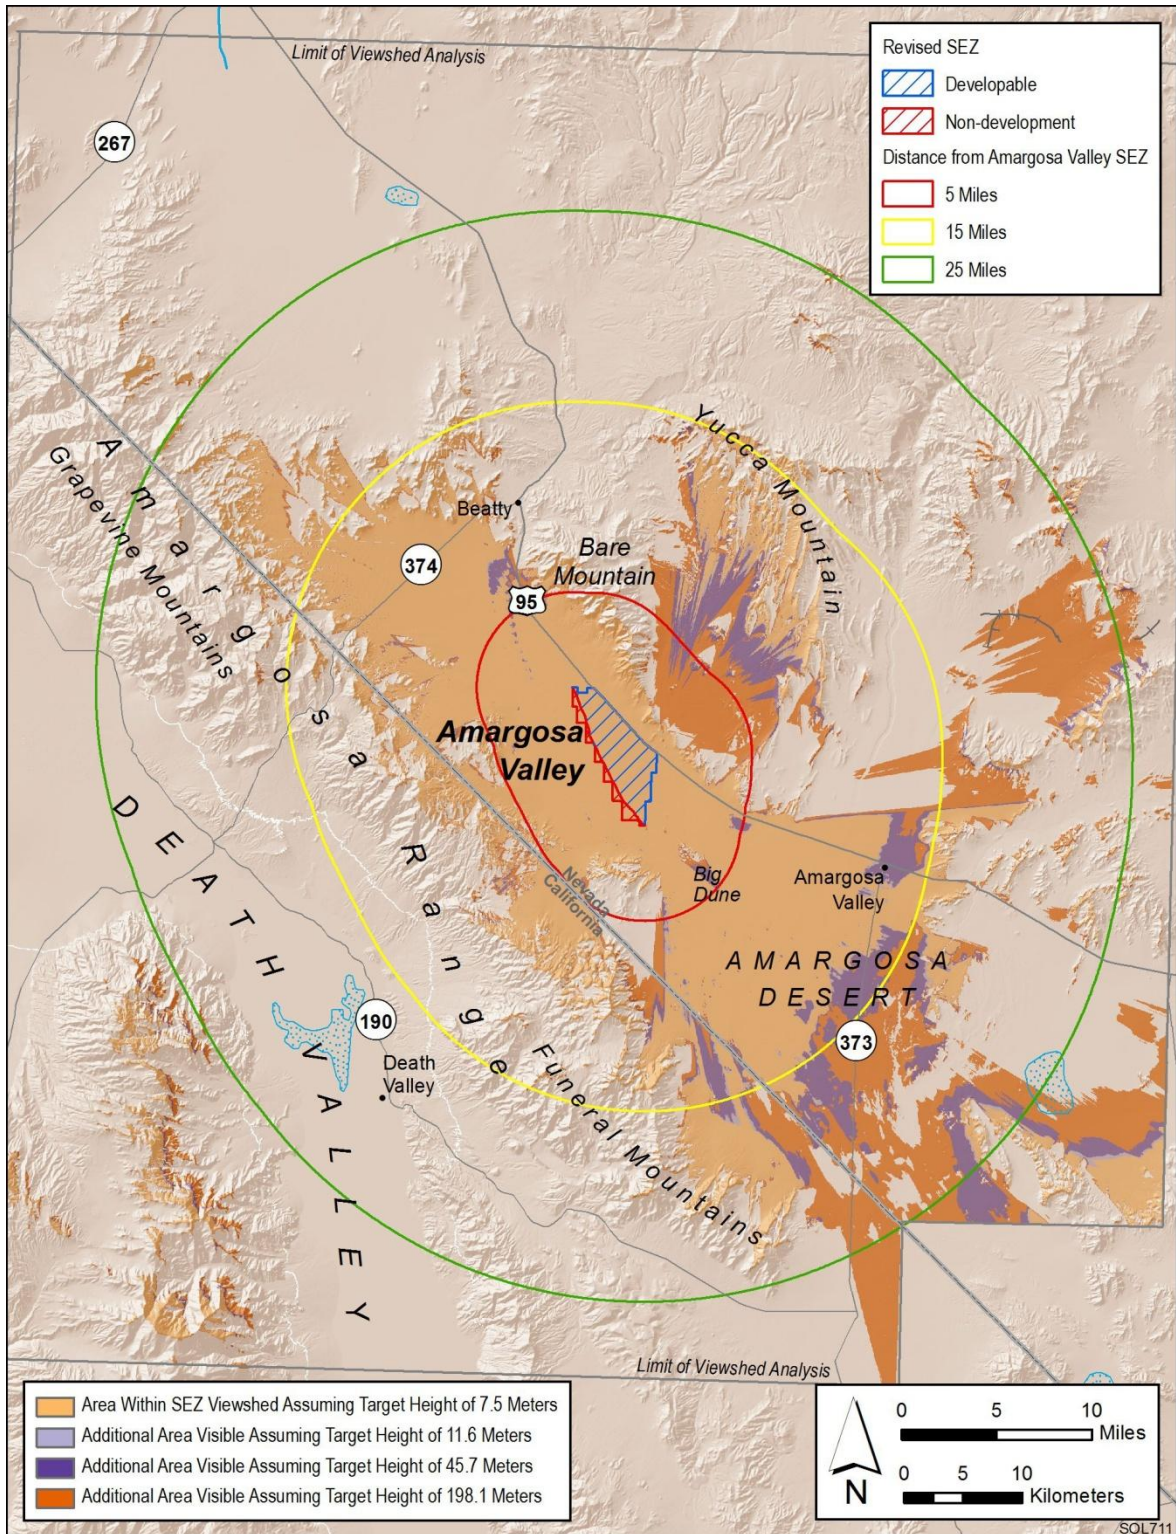 Limit of Viewshed Analysis
Revised SEZ
Developable
Non-development
Distance from Amargosa Valley SEZ
5 Miles
15 Miles
25 Miles
267
Yucca Mountain
Amargosa Range
Grapevine Mountains
Beatty
374
Bare
Mountain
95
Amargosa
Valley
DEATH VALLEY
Nevada
California
Big
Dune
Amargosa
Valley
AMARGOSA
DESERT
190
373
Death
Valley
Funeral Mountains
Limit of Viewshed Analysis
Area Within SEZ Viewshed Assuming Target Height of 7.5 Meters
Additional Area Visible Assuming Target Height of 11.6 Meters
Additional Area Visible Assuming Target Height of 45.7 Meters
Additional Area Visible Assuming Target Height of 198.1 Meters
N
0 5 10
Miles
0 5 10
Kilometers
SOL711